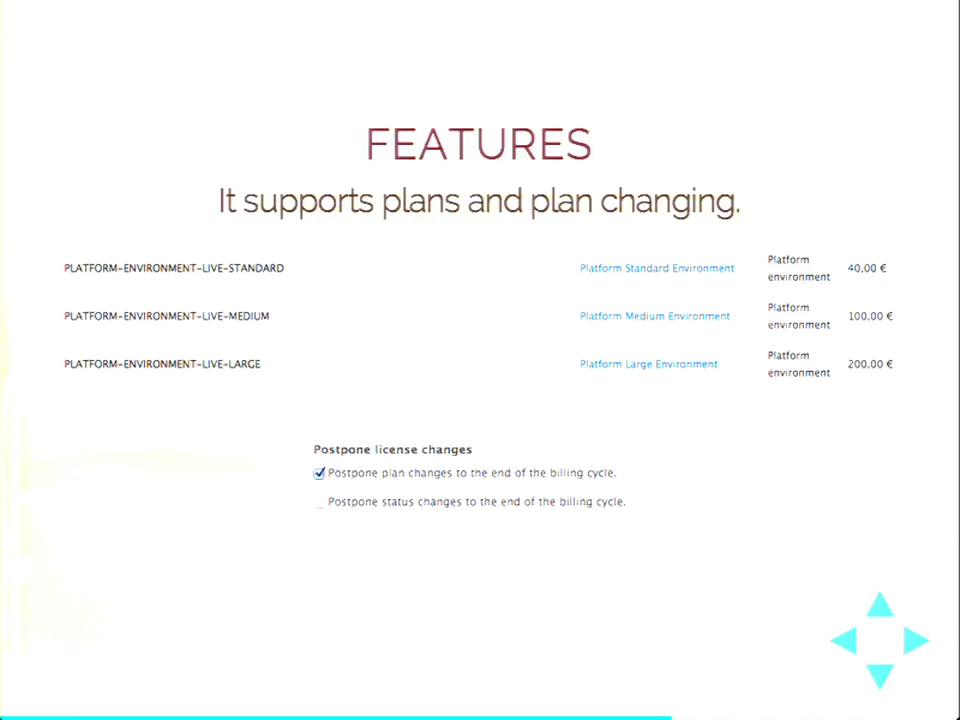 FEATURES
It supports plans and plan changing.
PLATFORM-ENVIRONMENT-LIVE-STANDARD Platform Standard Environment Platform environment 40,00 €
PLATFORM-ENVIRONMENT-LIVE-MEDIUM Platform Medium Environment Platform environment 100,00 €
PLATFORM-ENVIRONMENT-LIVE-LARGE Platform Large Environment Platform environment 200,00 €
Postpone license changes
Postpone plan changes to the end of the billing cycle.
Postpone status changes to the end of the billing cycle.